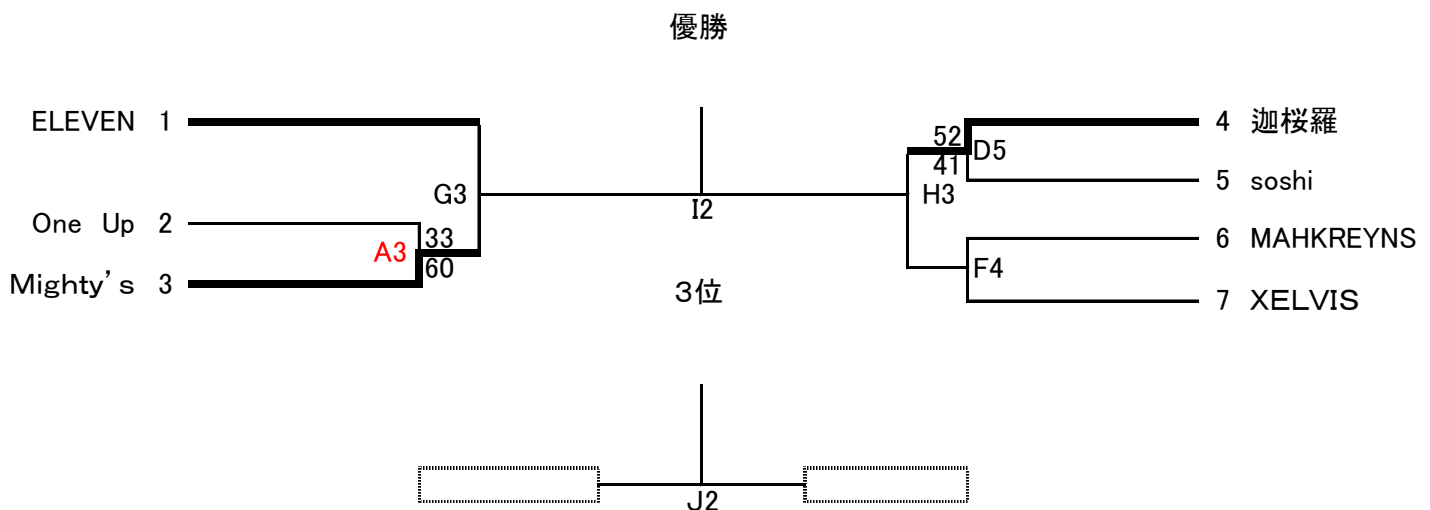 優勝
ELEVEN 1
One Up 2
Mighty's 3
G3
A3
33
60
I2
3位
52
41
D5
H3
F4
4 迦桜羅
5 soshi
6 MAHKREYNS
7 XELVIS
J2